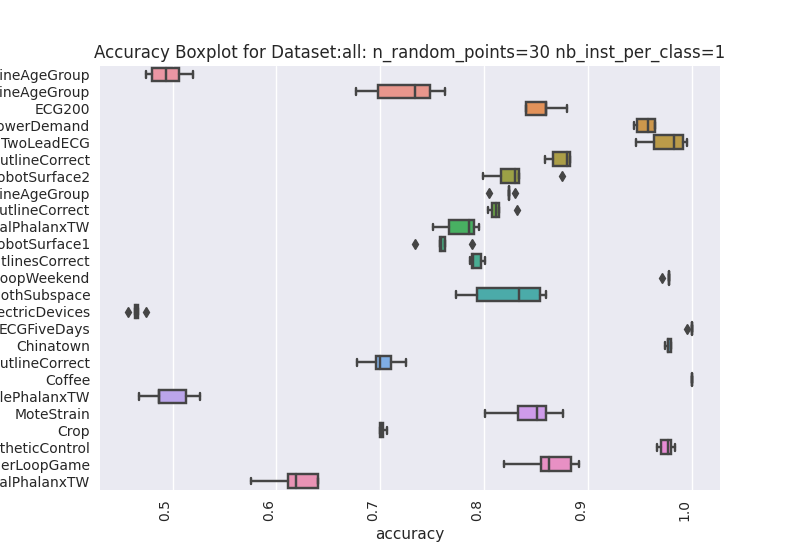 Accuracy Boxplot for Dataset:all: n_random_points=30 nb_inst_per_class=1
ineAgeGroup
ineAgeGroup
ECG200
owerDemand
TwoLeadECG
utlineCorrect
obotSurface2
ineAgeGroup
utlineCorrect
alPhalanxTW
obotSurface1
tlinesCorrect
oopWeekend
othSubspace
ectricDevices
ECGFiveDays
Chinatown
utlineCorrect
Coffee
lePhalanxTW
MoteStrain
Crop
theticControl
erLoopGame
alPhalanxTW
0.5
0.6
0.7
0.8
0.9
1.0
accuracy